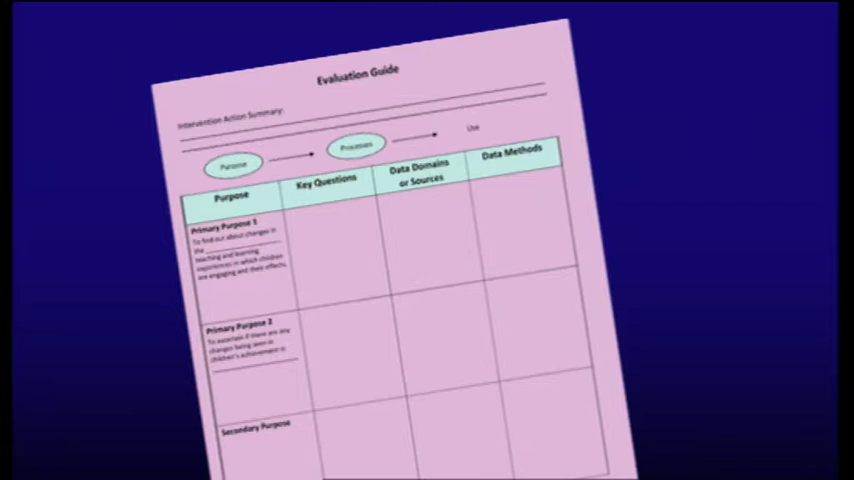 Evaluation Guide
Intervention Action Summary:
Purpose
Processes
Use
Purpose
Key Questions
Data Domains
or Sources
Data Methods
Primary Purpose 1
To find our about changes in
the
teaching and learning
experiences in which children
are engaging and their effects.
Primary Purpose 2
To ascertain if there are any
changes being seen in
children's achievement in
Secondary Purpose